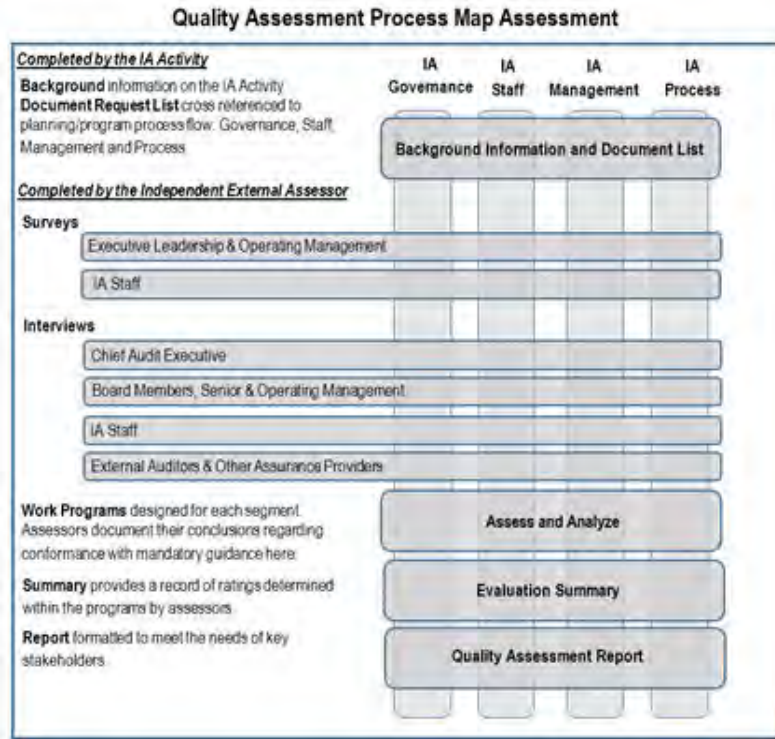 Quality Assessment Process Map Assessment
Completed by the IA Activity
Background information on the IA Activity
Document Request List cross referenced to
planning/program process flow: Governance, Staff,
Management and Process
IA
Governance
IA
Staff
IA
Management
IA
Process
Background Information and Document List
Completed by the Independent External Assessor
Surveys
Executive Leadership & Operating Management
IA Staff
Interviews
Chief Audit Executive
Board Members, Senior & Operating Management
IA Staff
External Auditors & Other Assurance Providers
Work Programs designed for each segment.
Assessors document their conclusions regarding
conformance with mandatory guidance here.
Assess and Analyze
Summary provides a record of ratings determined
within the programs by assessors
Evaluation Summary
Report formatted to meet the needs of key
stakeholders
Quality Assessment Report